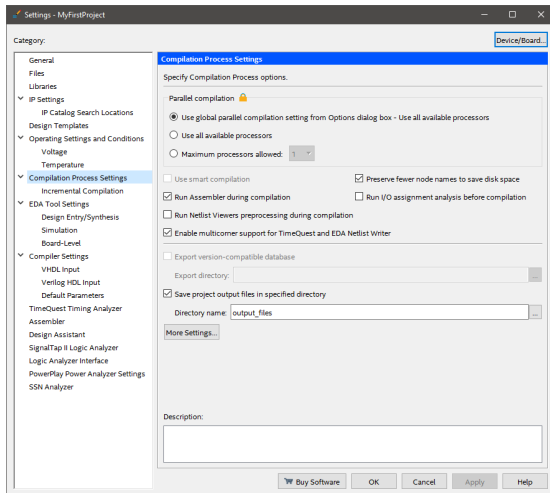 Settings - MyFirstProject
Category:
Device/Board...
General
Files
Libraries
IP Settings
IP Catalog Search Locations
Design Templates
Operating Settings and Conditions
Voltage
Temperature
Compilation Process Settings
Incremental Compilation
EDA Tool Settings
Design Entry/Synthesis
Simulation
Board-Level
Compiler Settings
VHDL Input
Verilog HDL Input
Default Parameters
TimeQuest Timing Analyzer
Assembler
Design Assistant
SignalTap II Logic Analyzer
Logic Analyzer Interface
PowerPlay Power Analyzer Settings
SSN Analyzer
Compilation Process Settings
Specify Compilation Process options.
Parallel compilation
Use global parallel compilation setting from Options dialog box - Use all available processors
Use all available processors
Maximum processors allowed: 1
Use smart compilation
Preserve fewer node names to save disk space
Run Assembler during compilation
Run I/O assignment analysis before compilation
Run Netlist Viewers preprocessing during compilation
Enable multicorner support for TimeQuest and EDA Netlist Writer
Export version-compatible database
Export directory:
...
Save project output files in specified directory
Directory name: output_files
...
More Settings...
Description:
Buy Software
OK
Cancel
Apply
Help